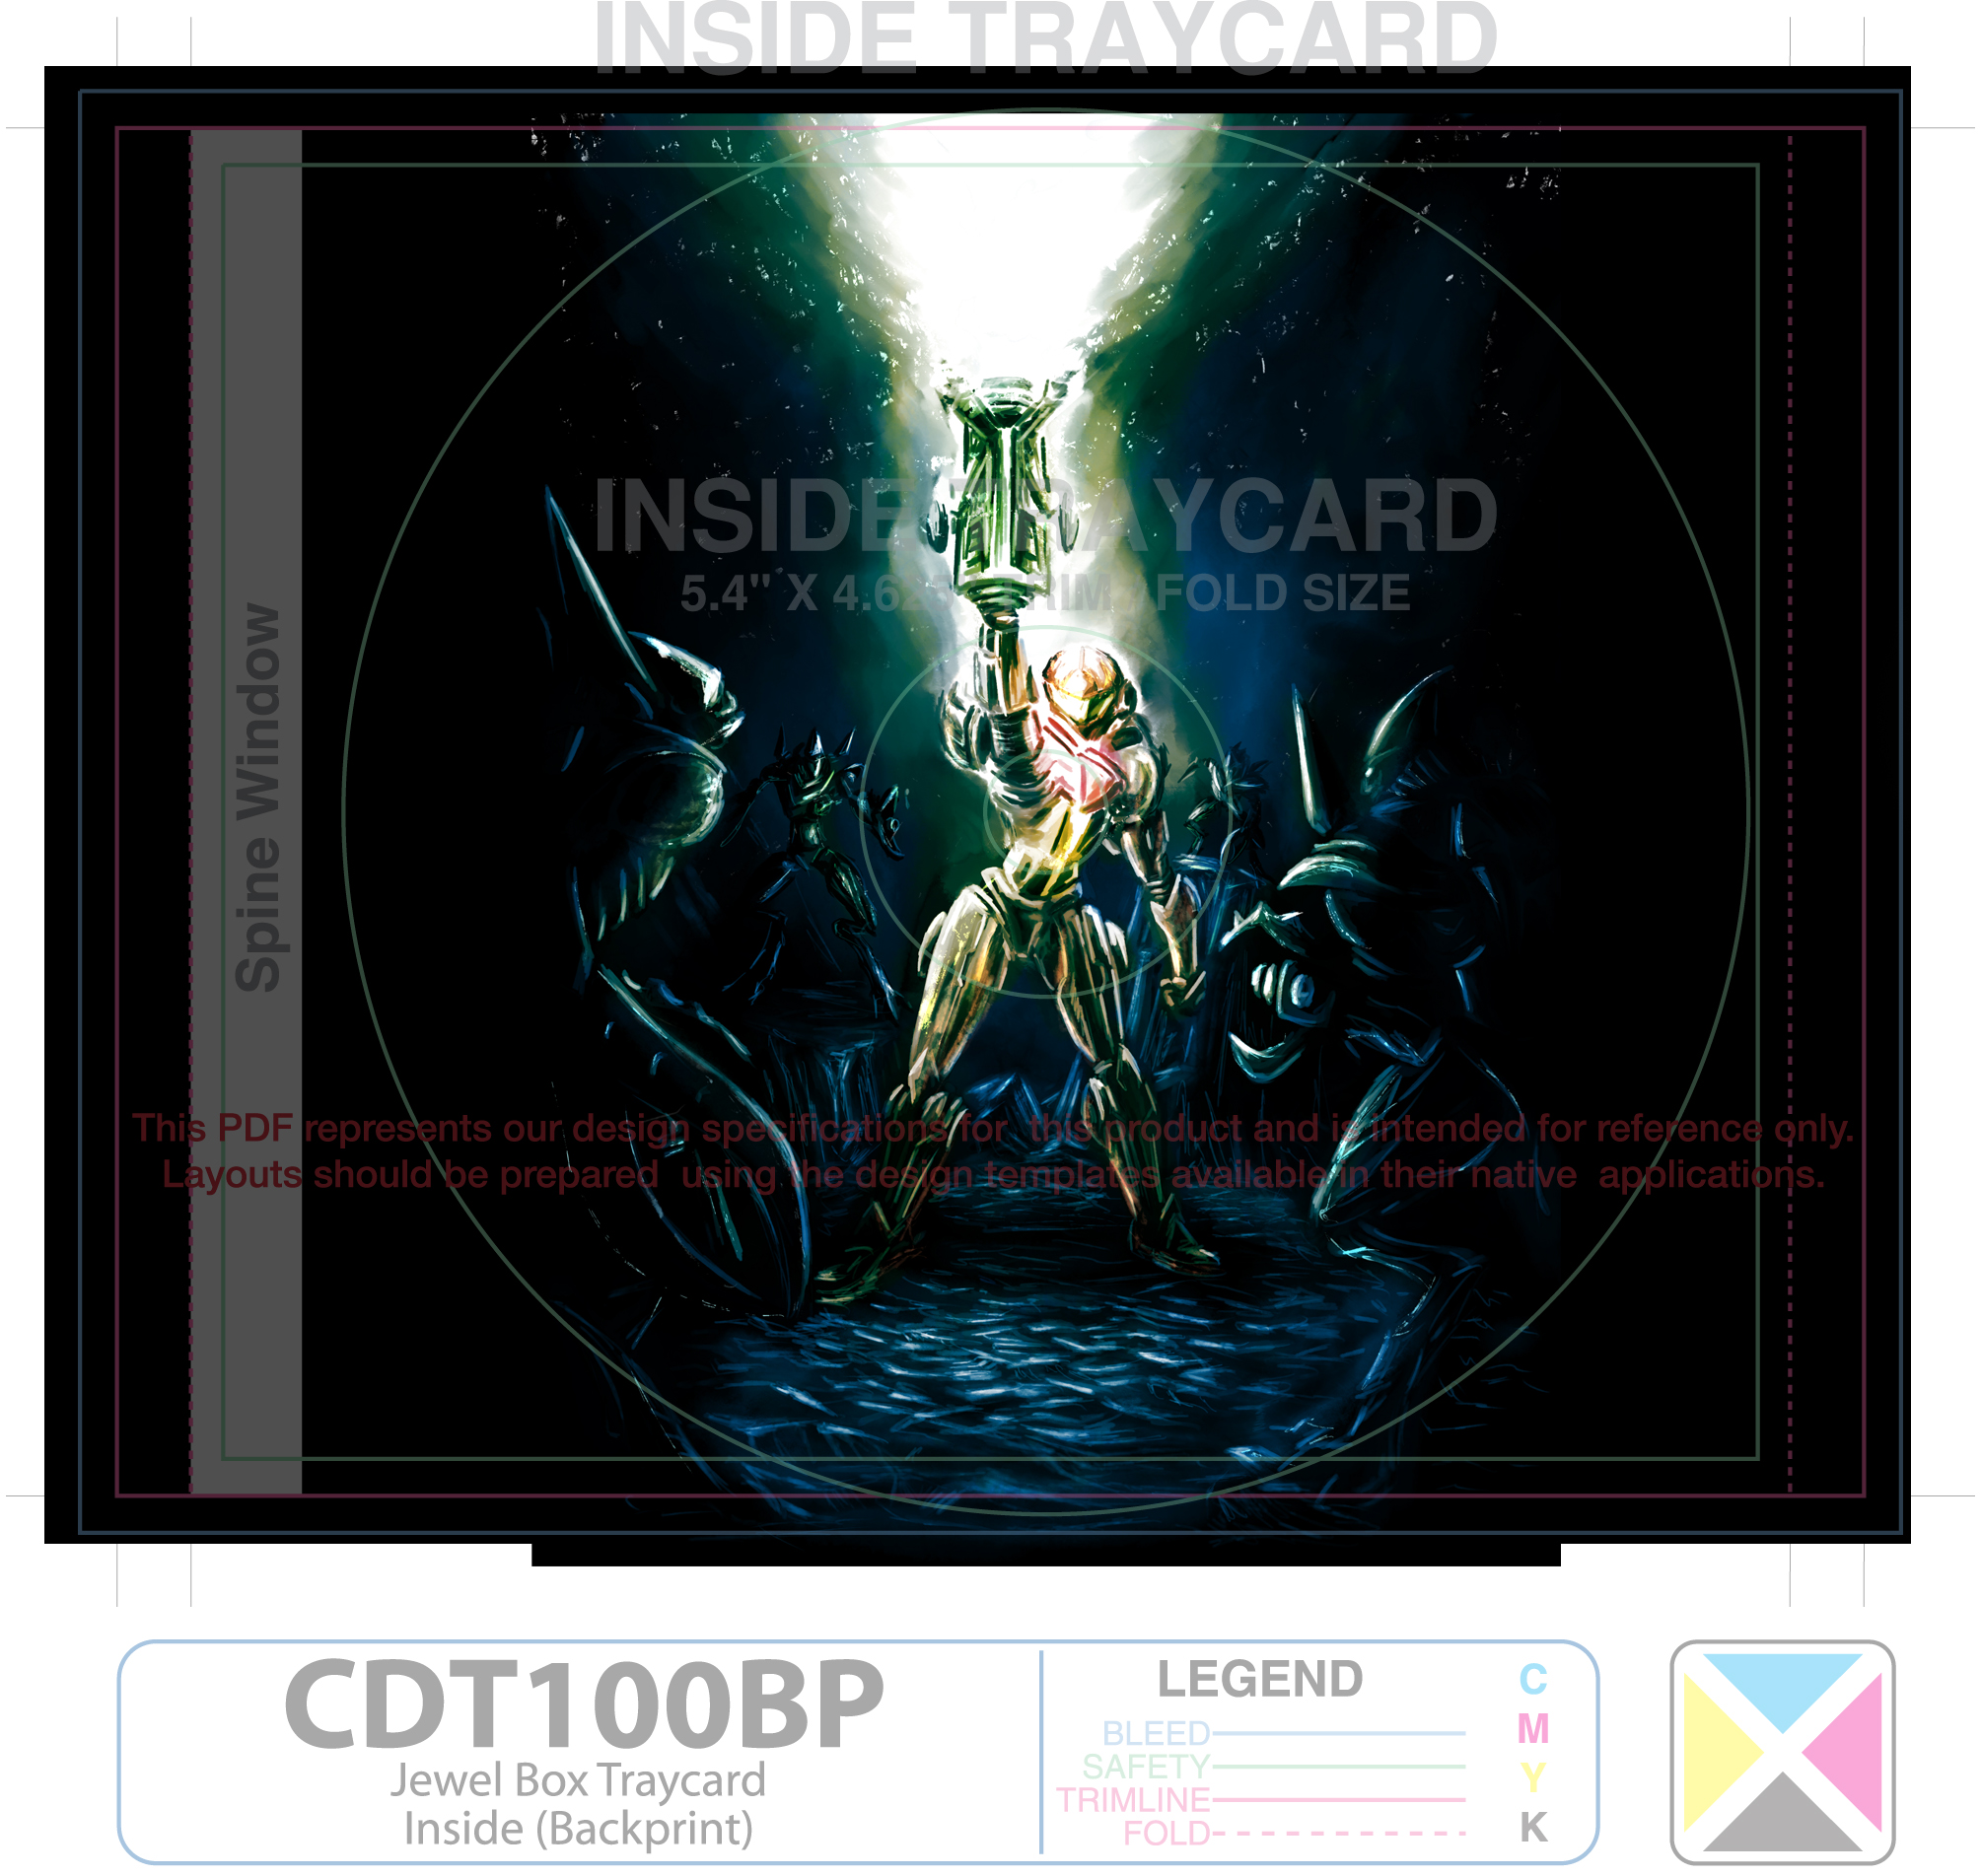 INSIDE TRAYCARD
INSIDE TRAYCARD
5.4" X 4.62 TRIM FOLD SIZE
Spine Window
This PDF represents our design specifications for this product and is intended for reference only.
Layouts should be prepared using the design templates available in their native applications.
CDT100BP
Jewel Box Traycard
Inside (Backprint)
LEGEND
BLEED
SAFETY
TRIMLINE
FOLD
C
M
Y
K